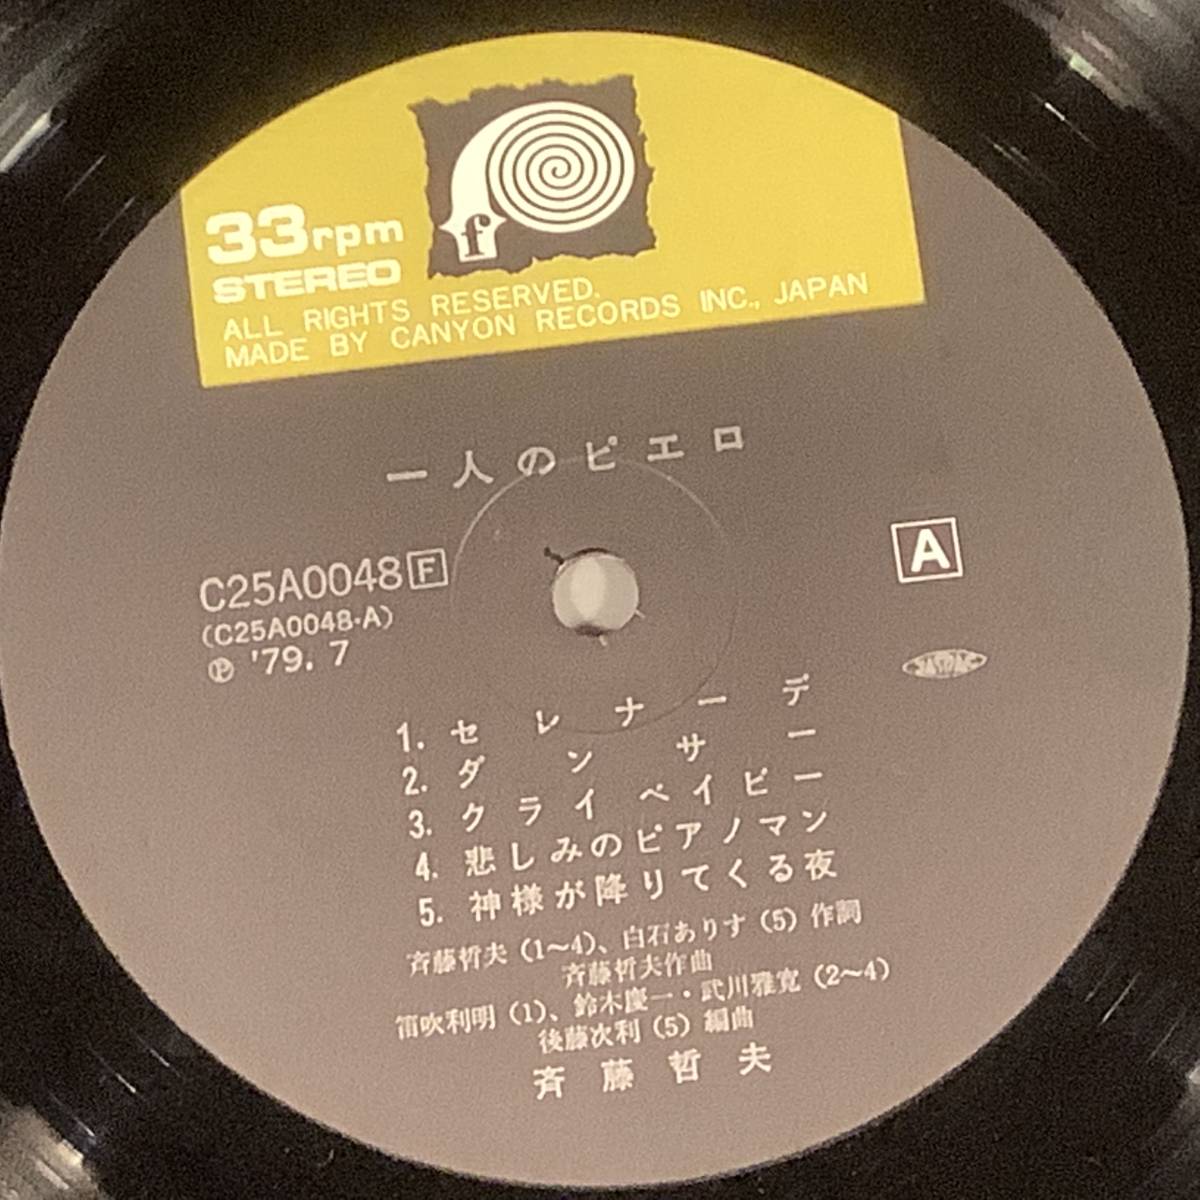 f
33rpm
STEREO
ALL RIGHTS RESERVED.
MADE BY CANYON RECORDS INC., JAPAN
一人のピエロ
C25A0048 F
(C25A0048-A)
Ⓟ '79. 7
A
JASRAC
1. セレナーデ
2. ダンサー
3. クライ ベイビー
4. 悲しみのピアノマン
5. 神様が降りてくる夜
斉藤哲夫 (1〜4)、白石ありす (5) 作詞
斉藤哲夫作曲
笛吹利明 (1)、鈴木慶一・武川雅寛 (2〜4)
後藤次利 (5) 編曲
斉藤哲夫